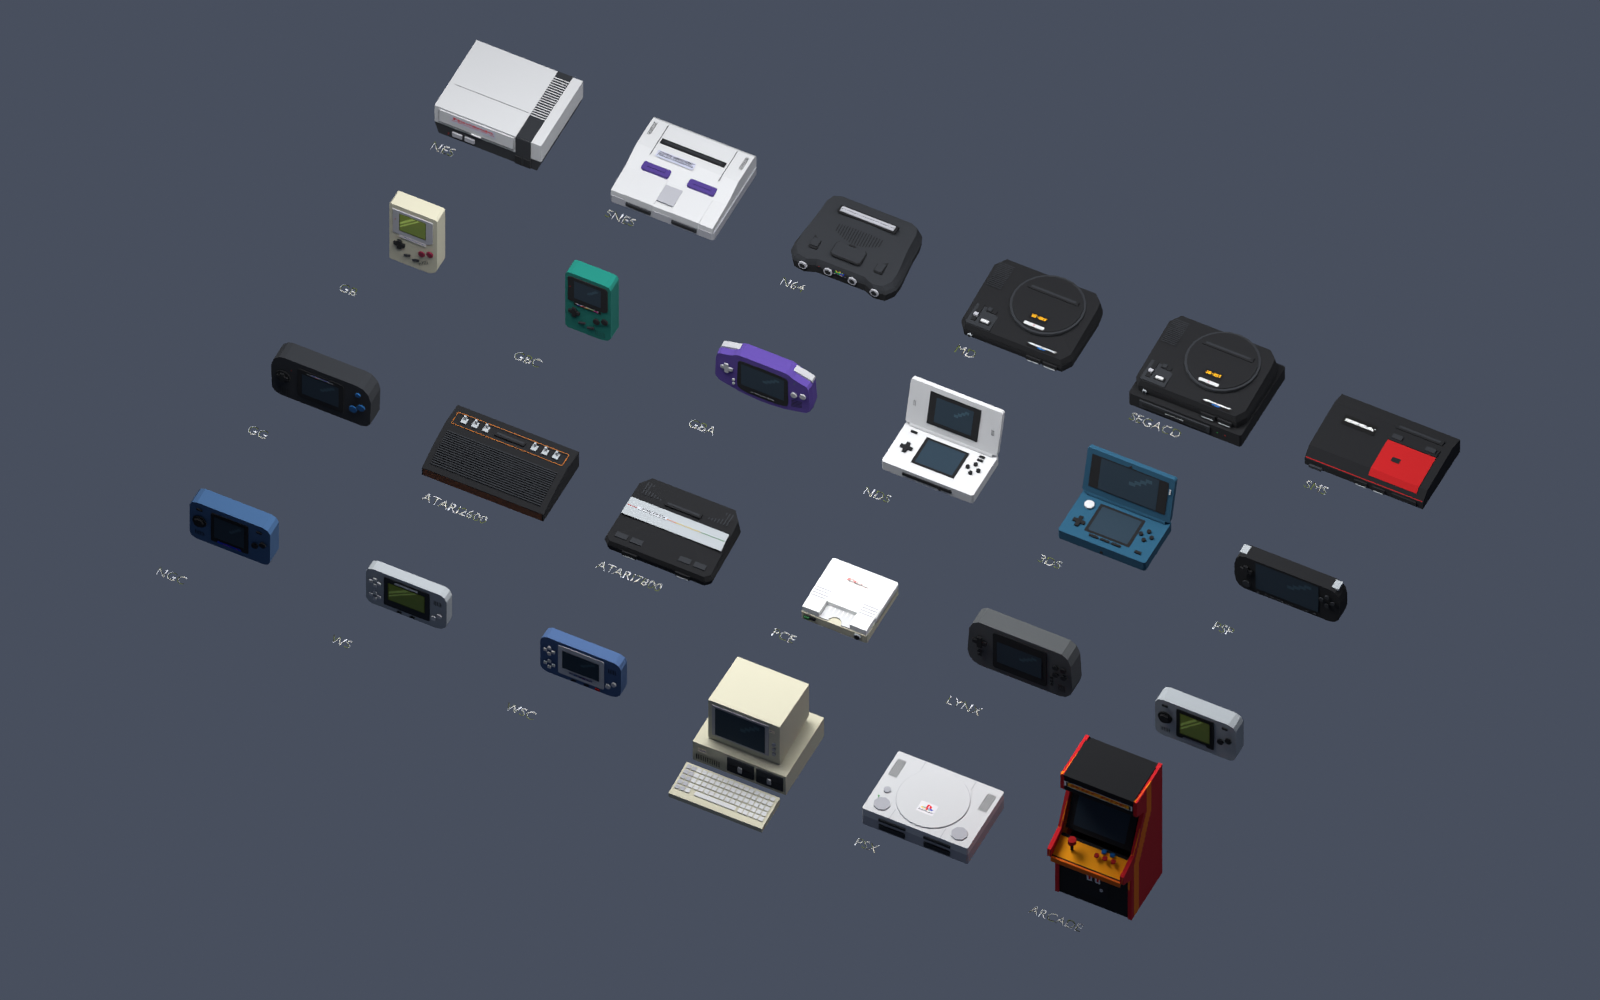 NES
SNES
N64
MD
SEGACD
SMS
GB
GBC
GBA
NDS
3DS
PSP
GG
ATARI2600
ATARI7800
PCE
LYNX
NGC
WS
WSC
PSX
ARCADE